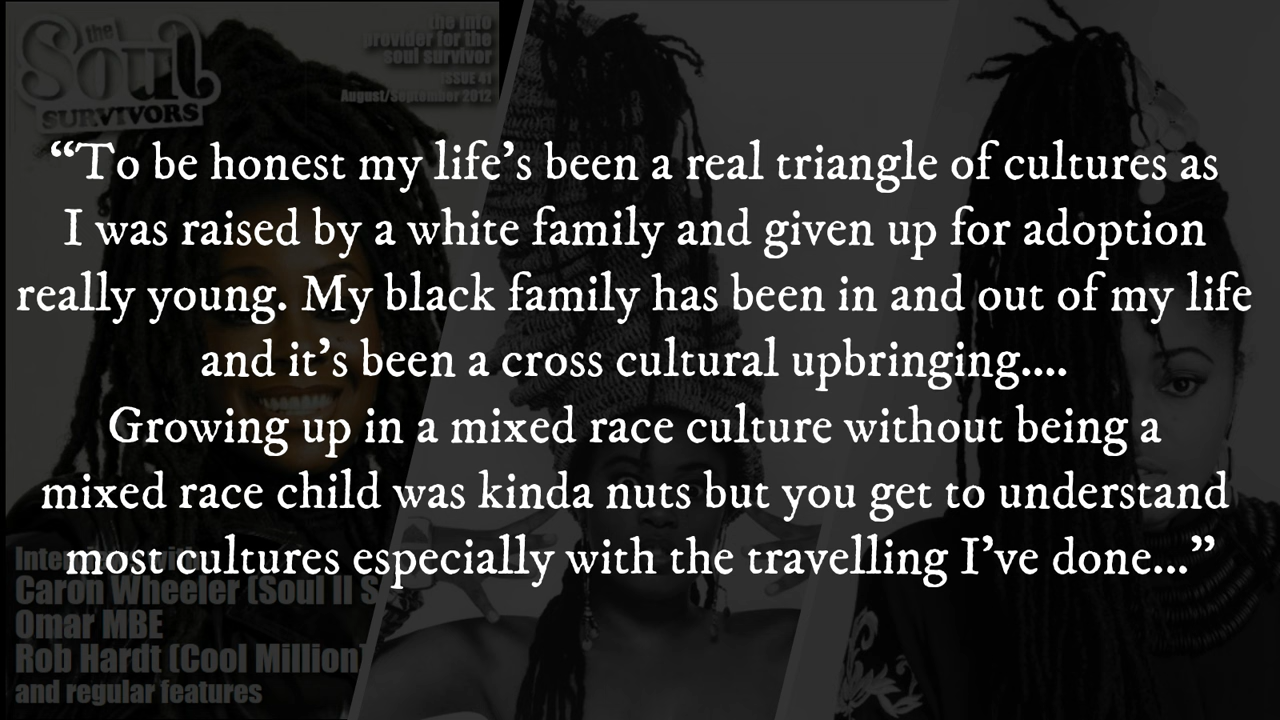 the
Soul
SURVIVORS
the info
provider for the
soul survivor
ISSUE 41
August/September 2012
“To be honest my life’s been a real triangle of cultures as
I was raised by a white family and given up for adoption
really young. My black family has been in and out of my life
and it’s been a cross cultural upbringing....
Growing up in a mixed race culture without being a
mixed race child was kinda nuts but you get to understand
most cultures especially with the travelling I’ve done...”
Caron Wheeler (Soul II S
Omar MBE
Rob Hardt (Cool Million)
and regular features